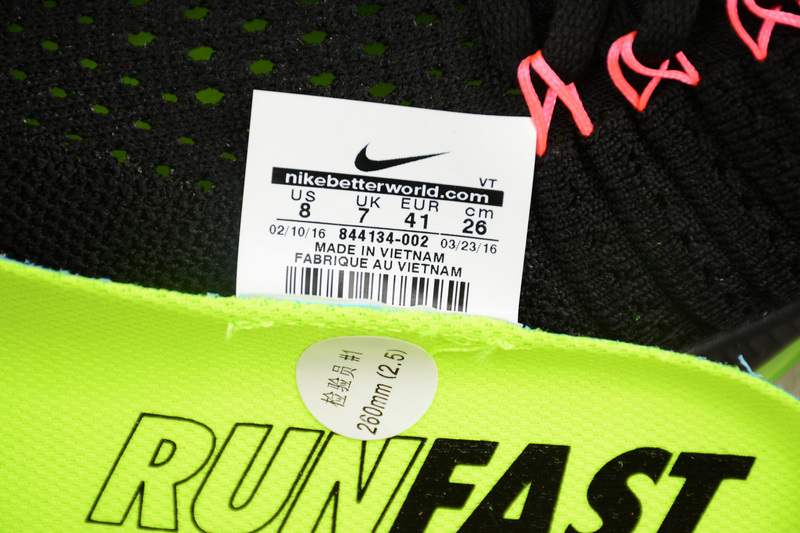 nikebetterworld.com
VT
US UK EUR cm
8 7 41 26
02/10/16 844134-002 03/23/16
MADE IN VIETNAM
FABRIQUE AU VIETNAM
检验员 #1
260mm (2.5)
RUNFAST